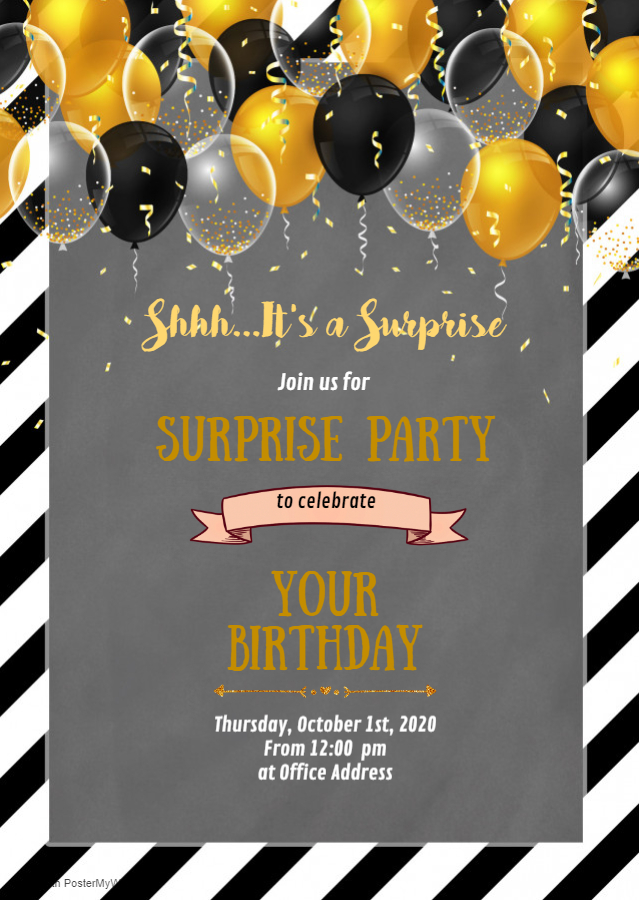 Shhh...It's a Surprise
Join us for
SURPRISE PARTY
to celebrate
YOUR
BIRTHDAY
Thursday, October 1st, 2020
From 12:00 pm
at Office Address